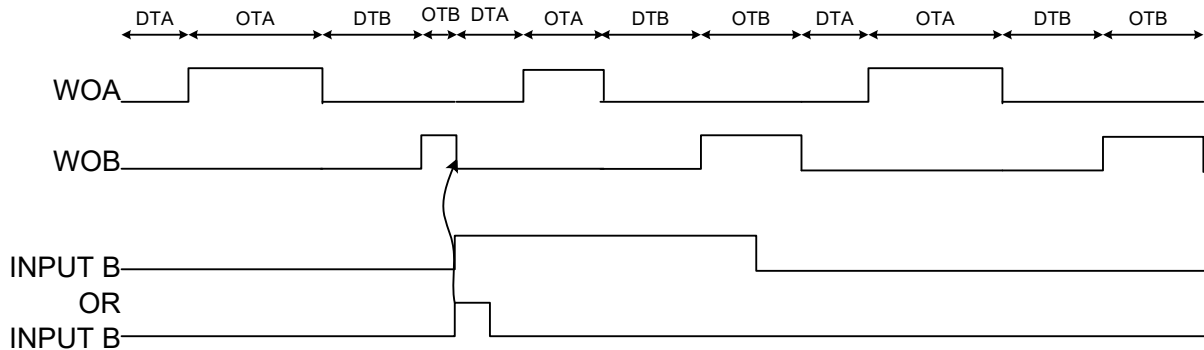 DTA OTA DTB OTB DTA OTA DTB OTB DTA OTA DTB OTB
WOA
WOB
INPUT B
OR
INPUT B